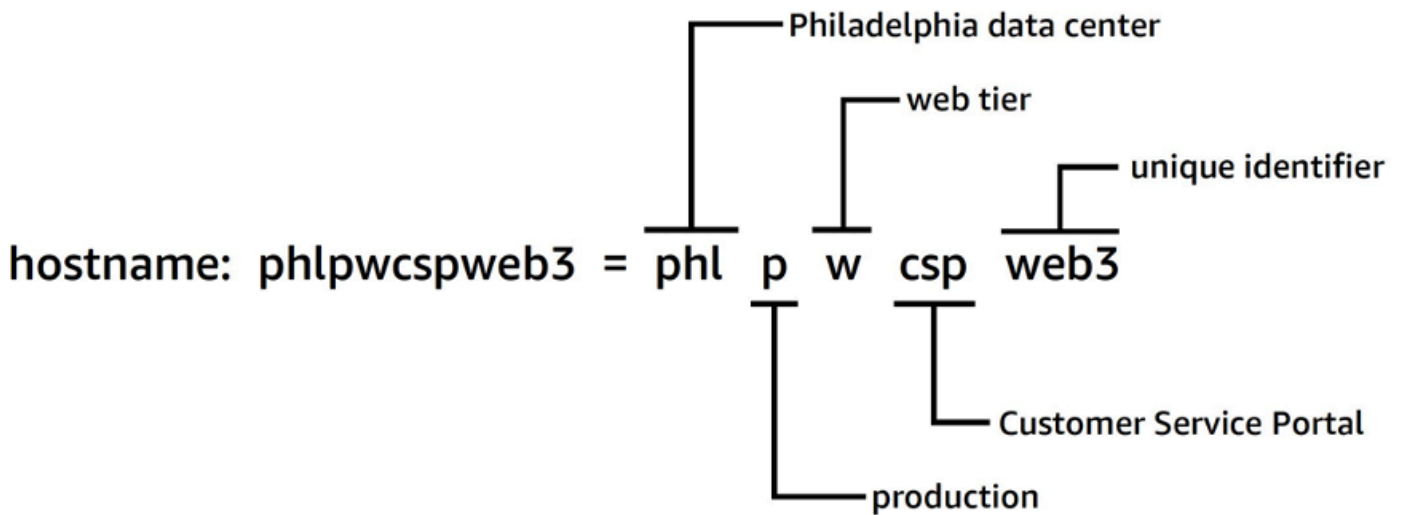 Philadelphia data center
web tier
unique identifier
hostname: phlpwcspweb3 = phl p w csp web3
Customer Service Portal
production